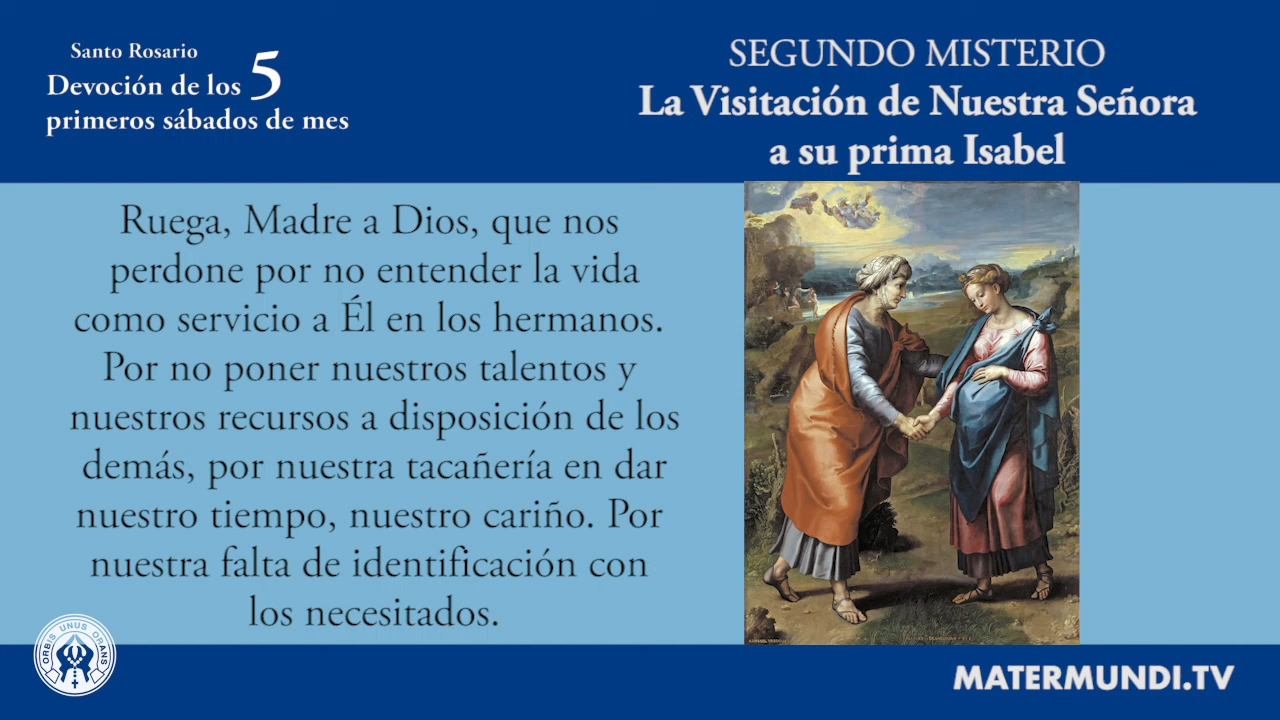 Santo Rosario
Devoción de los 5
primeros sábados de mes
SEGUNDO MISTERIO
La Visitación de Nuestra Señora
a su prima Isabel
Ruega, Madre a Dios, que nos
perdone por no entender la vida
como servicio a Él en los hermanos.
Por no poner nuestros talentos y
nuestros recursos a disposición de los
demás, por nuestra tacañería en dar
nuestro tiempo, nuestro cariño. Por
nuestra falta de identificación con
los necesitados.
ORBIS UNUS ORANS
MATERMUNDI.TV